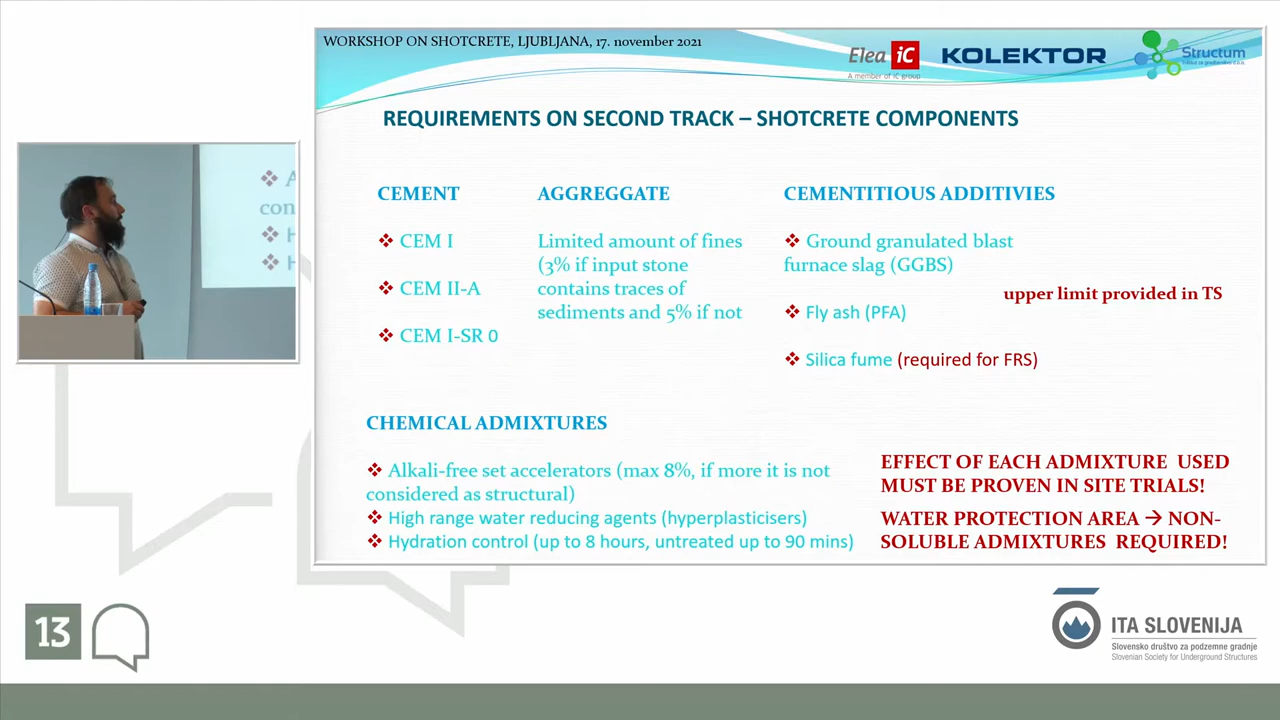 WORKSHOP ON SHOTCRETE, LJUBLJANA, 17. november 2021
Elea iC
A member of iC group
KOLEKTOR
Structum
REQUIREMENTS ON SECOND TRACK – SHOTCRETE COMPONENTS
CEMENT
❖ CEM I
❖ CEM II-A
❖ CEM I-SR 0
AGGREGGATE
Limited amount of fines
(3% if input stone
contains traces of
sediments and 5% if not
CEMENTITIOUS ADDITIVIES
❖ Ground granulated blast
furnace slag (GGBS)
upper limit provided in TS
❖ Fly ash (PFA)
❖ Silica fume (required for FRS)
CHEMICAL ADMIXTURES
❖ Alkali-free set accelerators (max 8%, if more it is not
considered as structural)
❖ High range water reducing agents (hyperplasticisers)
❖ Hydration control (up to 8 hours, untreated up to 90 mins)
EFFECT OF EACH ADMIXTURE USED
MUST BE PROVEN IN SITE TRIALS!
WATER PROTECTION AREA → NON-
SOLUBLE ADMIXTURES REQUIRED!
❖ A
con
❖ H
❖ H
13
ITA SLOVENIJA
Slovensko društvo za podzemne gradnje
Slovenian Society for Underground Structures